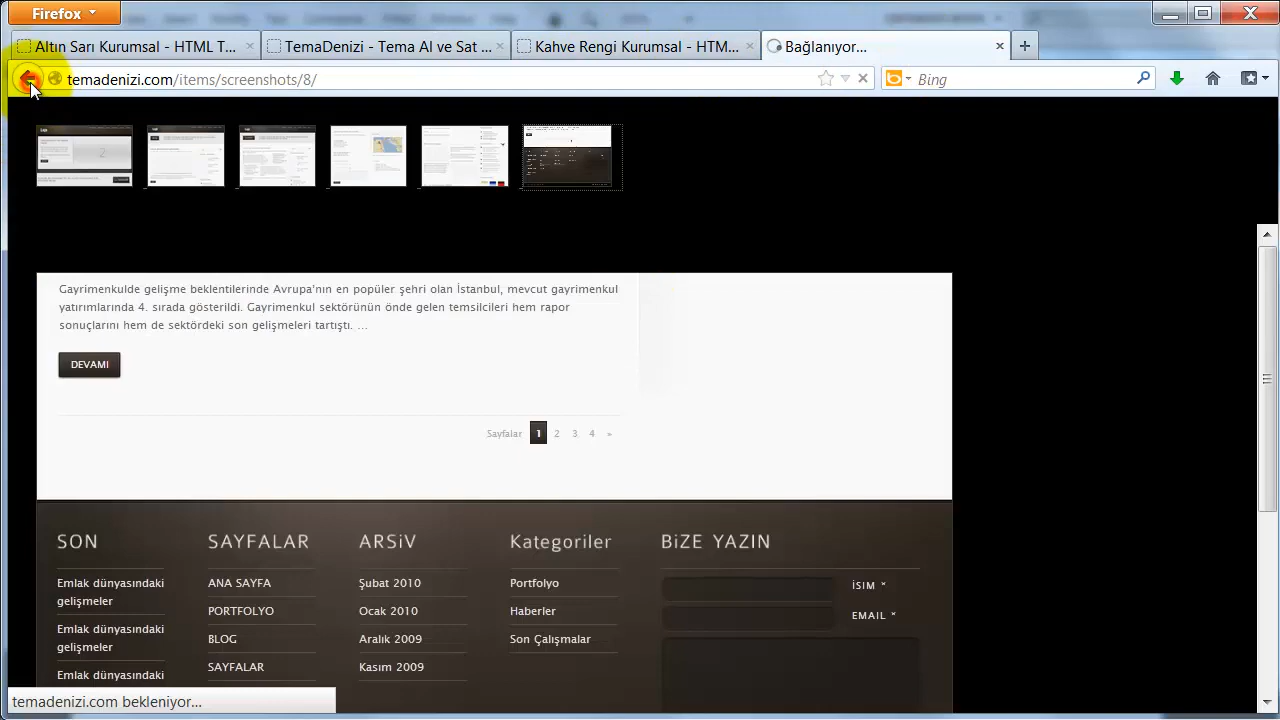 Firefox
Altın Sarı Kurumsal - HTML T...
TemaDenizi - Tema Al ve Sat ...
Kahve Rengi Kurumsal - HTM...
Bağlanıyor...
temadenizi.com/items/screenshots/8/
Bing
2
Gayrimenkulde gelişme beklentilerinde Avrupa'nın en popüler şehri olan İstanbul, mevcut gayrimenkul
yatırımlarında 4. sırada gösterildi. Gayrimenkul sektörünün önde gelen temsilcileri hem rapor
sonuçlarını hem de sektördeki son gelişmeleri tartıştı. ...
DEVAMI
Sayfalar 1 2 3 4 »
SON
Emlak dünyasındaki
gelişmeler
Emlak dünyasındaki
gelişmeler
Emlak dünyasındaki
SAYFALAR
ANA SAYFA
PORTFOLYO
BLOG
SAYFALAR
ARSiV
Şubat 2010
Ocak 2010
Aralık 2009
Kasım 2009
Kategoriler
Portfolyo
Haberler
Son Çalışmalar
BiZE YAZIN
İSIM *
EMAIL *
temadenizi.com bekleniyor...